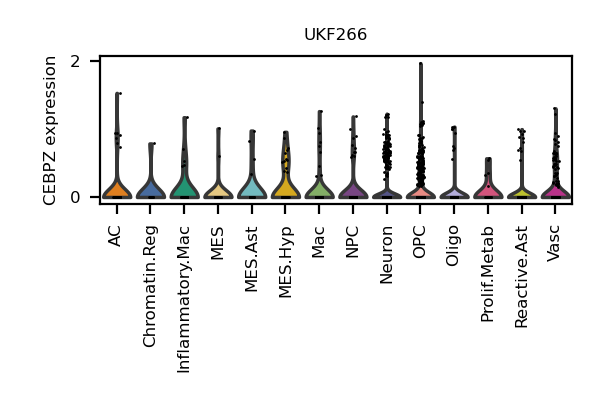 UKF266
CEBPZ expression
2
0
AC
Chromatin.Reg
Inflammatory.Mac
MES
MES.Ast
MES.Hyp
Mac
NPC
Neuron
OPC
Oligo
Prolif.Metab
Reactive.Ast
Vasc